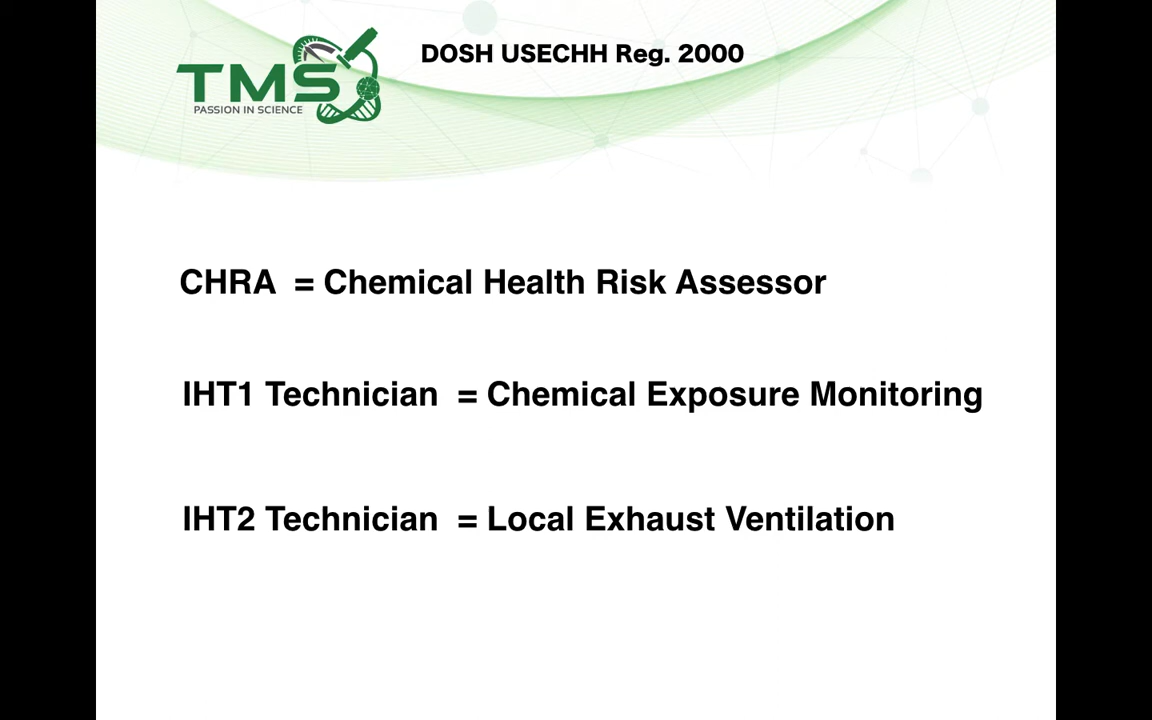 TMS
PASSION IN SCIENCE
DOSH USECHH Reg. 2000
CHRA = Chemical Health Risk Assessor
IHT1 Technician = Chemical Exposure Monitoring
IHT2 Technician = Local Exhaust Ventilation